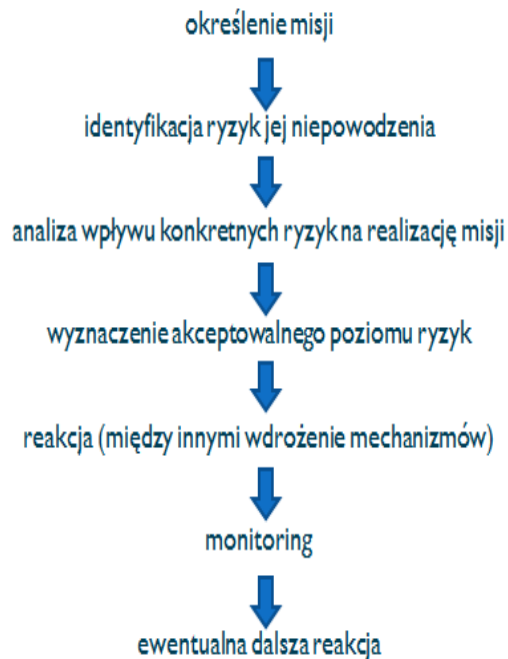 określenie misji
identyfikacja ryzyk jej niepowodzenia
analiza wpływu konkretnych ryzyk na realizację misji
wyznaczenie akceptowalnego poziomu ryzyk
reakcja (między innymi wdrożenie mechanizmów)
monitoring
ewentualna dalsza reakcja